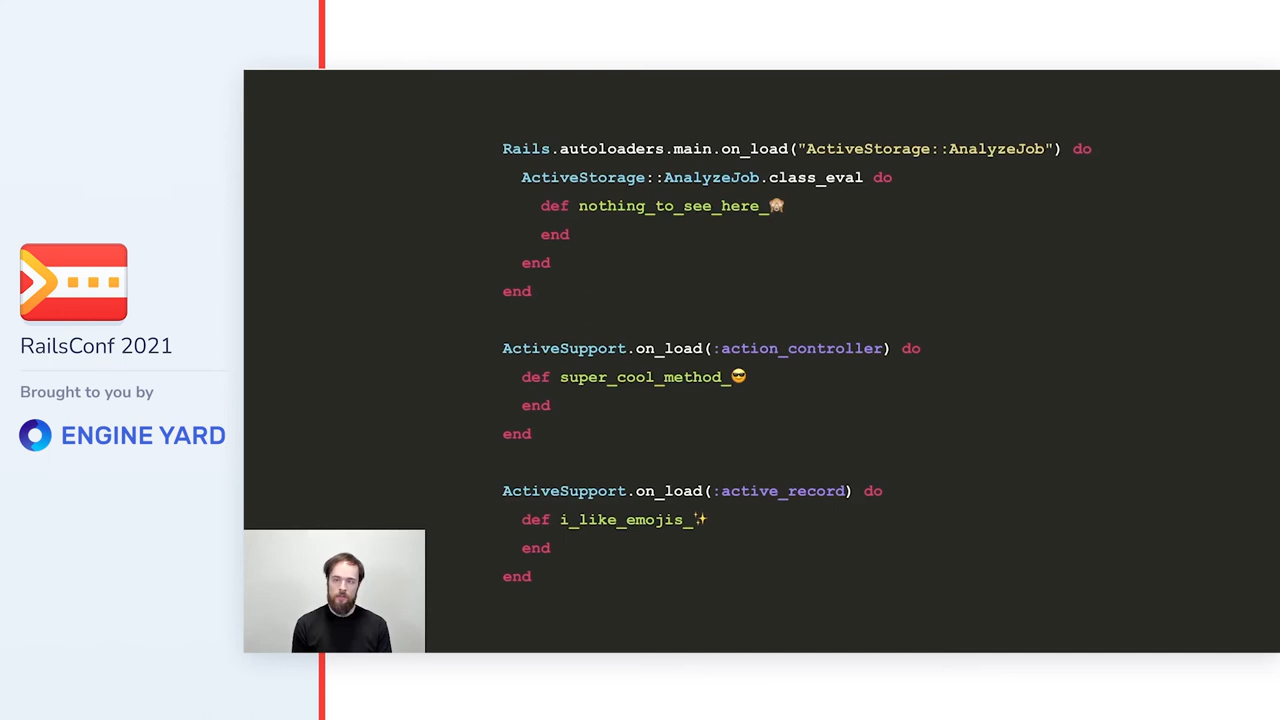 RailsConf 2021
Brought to you by
ENGINE YARD
Rails.autoloaders.main.on_load("ActiveStorage::AnalyzeJob") do
ActiveStorage::AnalyzeJob.class_eval do
def nothing_to_see_here_🙈
end
end
end
ActiveSupport.on_load(:action_controller) do
def super_cool_method_😎
end
end
ActiveSupport.on_load(:active_record) do
def i_like_emojis_✨
end
end